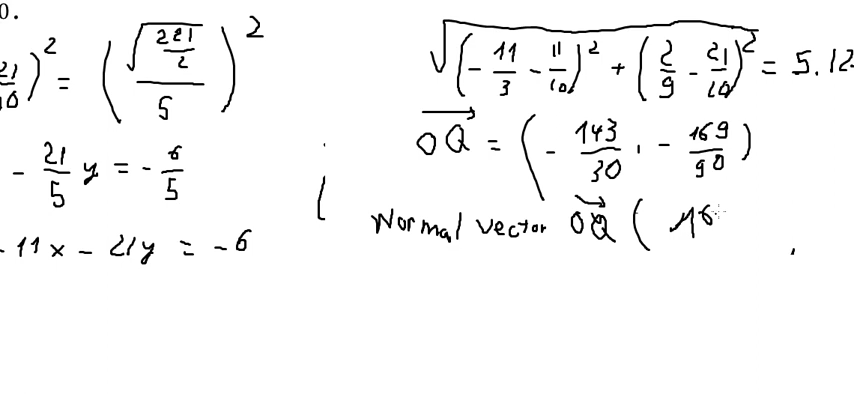 0.
21/10)^2 = (√(221/2) / 5)^2
- 21/5 y = - 6/5
- 11x - 21y = -6
√((-11/3 - 11/10)^2 + (2/9 - 21/10)^2) = 5.12
OQ = (- 143/30 , - 169/90)
Normal vector OQ ( 16